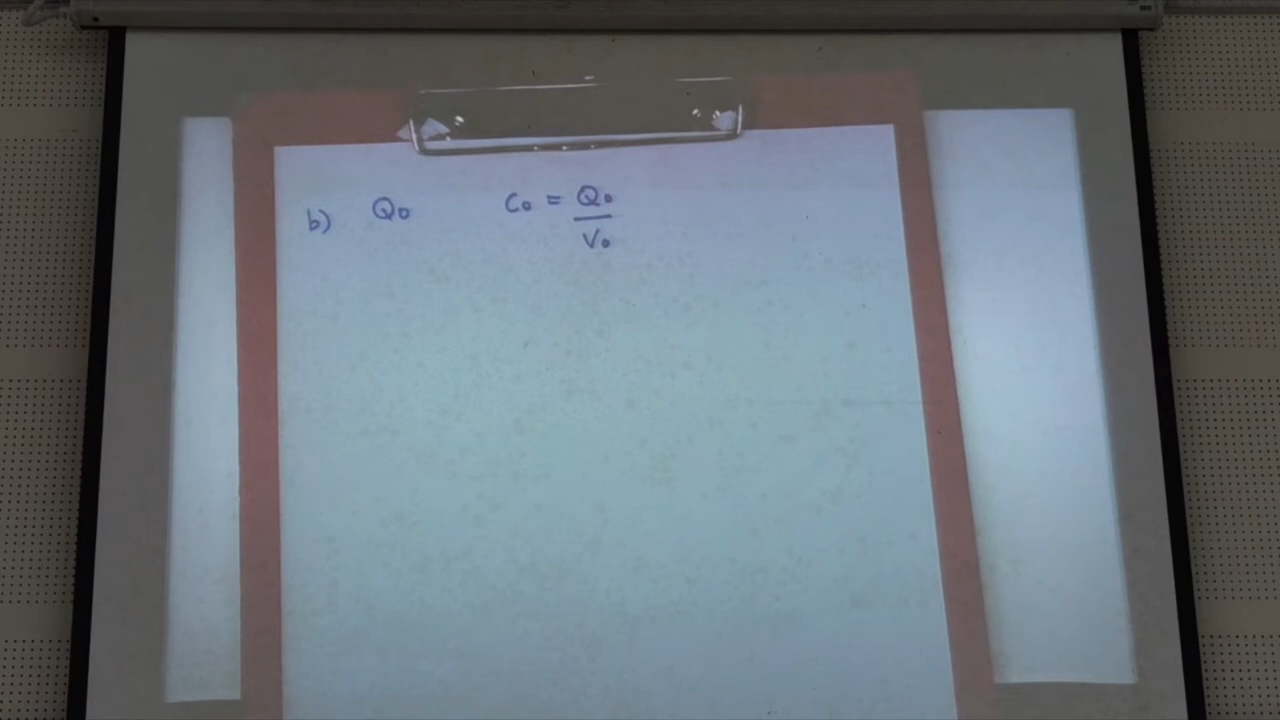 b) Q₀ C₀ = Q₀
V₀